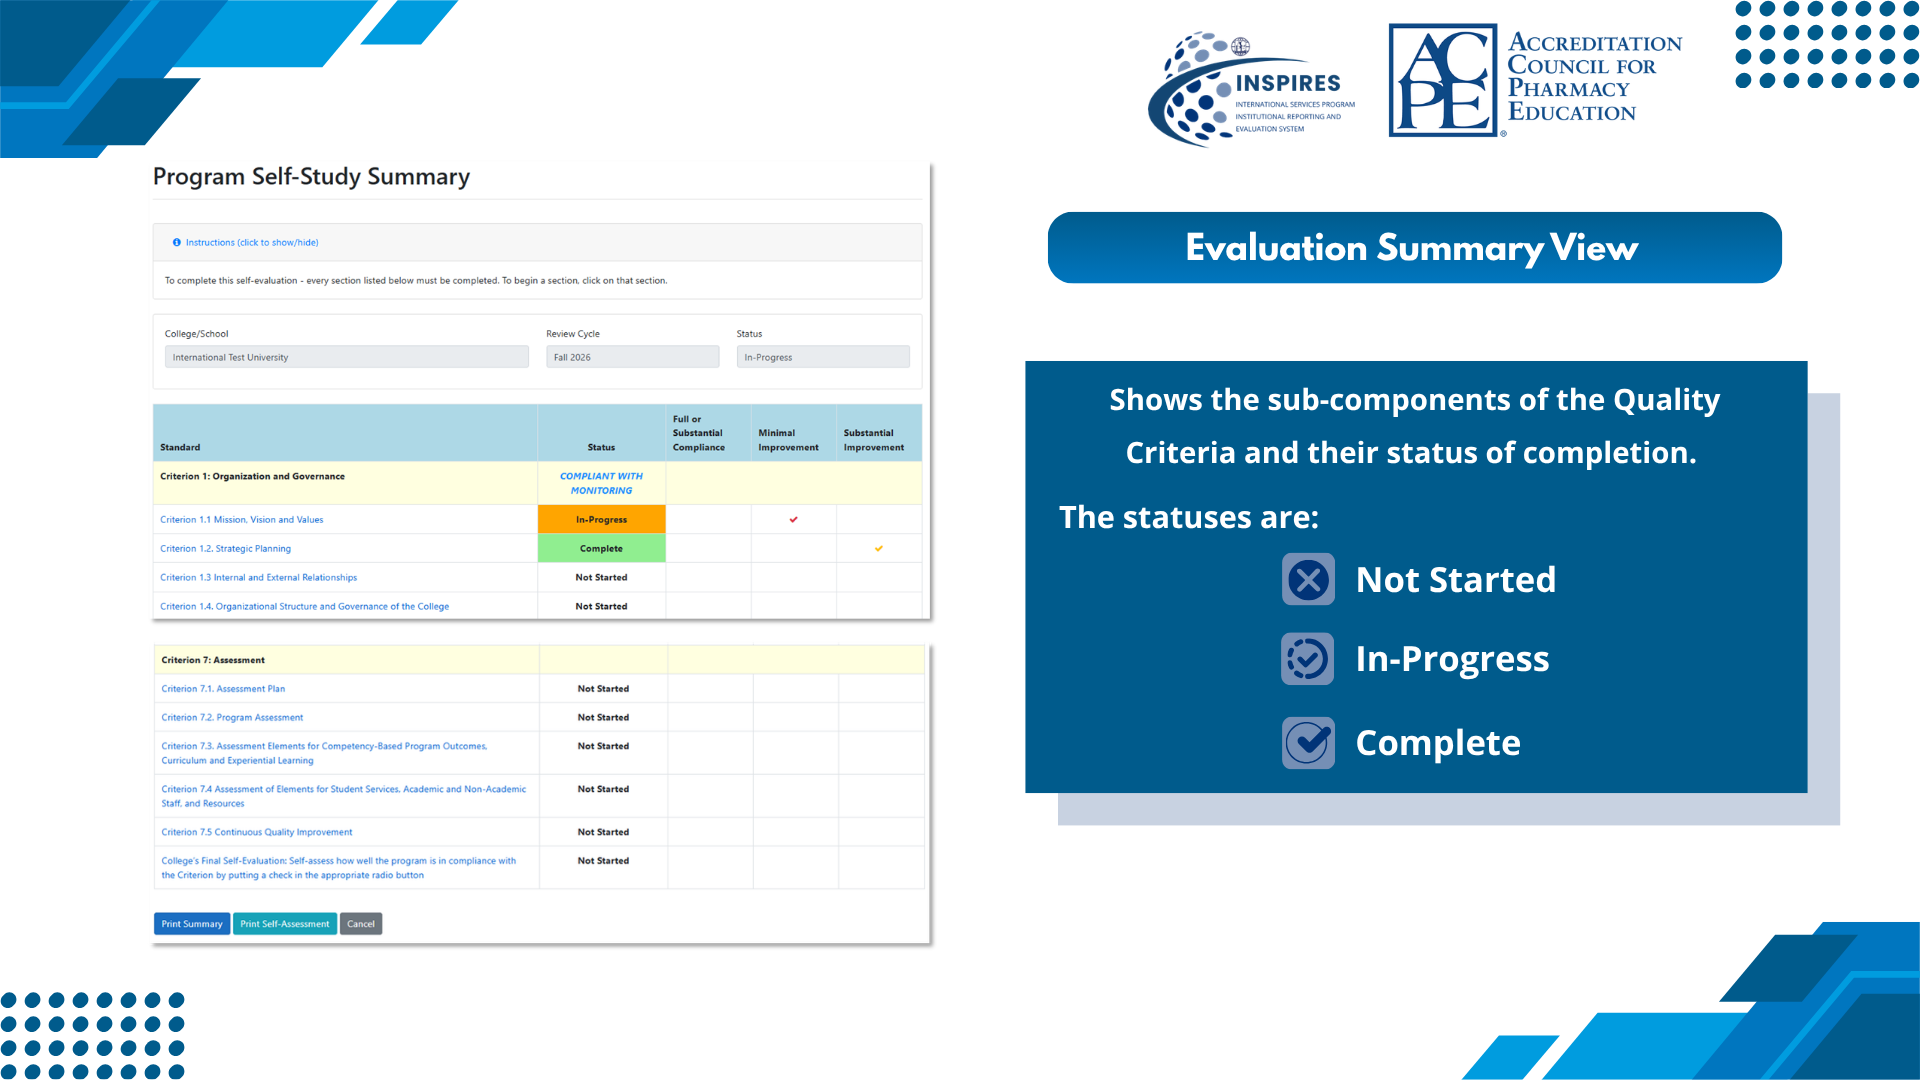 INSPIRES
INTERNATIONAL SERVICES PROGRAM
INSTITUTIONAL REPORTING AND
EVALUATION SYSTEM
AC
PE
®
ACCREDITATION
COUNCIL FOR
PHARMACY
EDUCATION
Program Self-Study Summary
Instructions (click to show/hide)
To complete this self-evaluation - every section listed below must be completed. To begin a section, click on that section.
College/School Review Cycle Status
International Test University Fall 2026 In-Progress
Standard Status Full or Substantial Compliance Minimal Improvement Substantial Improvement
Criterion 1: Organization and Governance COMPLIANT WITH MONITORING
Criterion 1.1 Mission, Vision and Values In-Progress
Criterion 1.2. Strategic Planning Complete
Criterion 1.3 Internal and External Relationships Not Started
Criterion 1.4. Organizational Structure and Governance of the College Not Started
Criterion 7: Assessment
Criterion 7.1. Assessment Plan Not Started
Criterion 7.2. Program Assessment Not Started
Criterion 7.3. Assessment Elements for Competency-Based Program Outcomes, Not Started
Curriculum and Experiential Learning
Criterion 7.4 Assessment of Elements for Student Services, Academic and Non-Academic Not Started
Staff, and Resources
Criterion 7.5 Continuous Quality Improvement Not Started
College's Final Self-Evaluation: Self-assess how well the program is in compliance with Not Started
the Criterion by putting a check in the appropriate radio button
Print Summary Print Self-Assessment Cancel
Evaluation Summary View
Shows the sub-components of the Quality
Criteria and their status of completion.
The statuses are:
Not Started
In-Progress
Complete